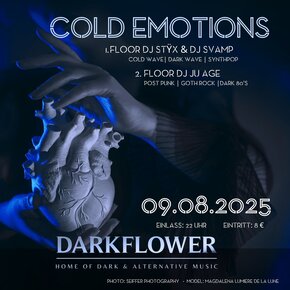 COLD EMOTIONS
1.FLOOR DJ STŸX & DJ SVAMP
COLD WAVE| DARK WAVE | SYNTHPOP
2. FLOOR DJ JU AGE
POST PUNK | GOTH ROCK |DARK 80'S
09.08.2025
EINLASS: 22 UHR EINTRITT: 8 €
DARKFLOWER
HOME OF DARK & ALTERNATIVE MUSIC
PHOTO: SEIFFER PHOTOGRAPHY - MODEL: MAGDALENA LUMIERE DE LA LUNE